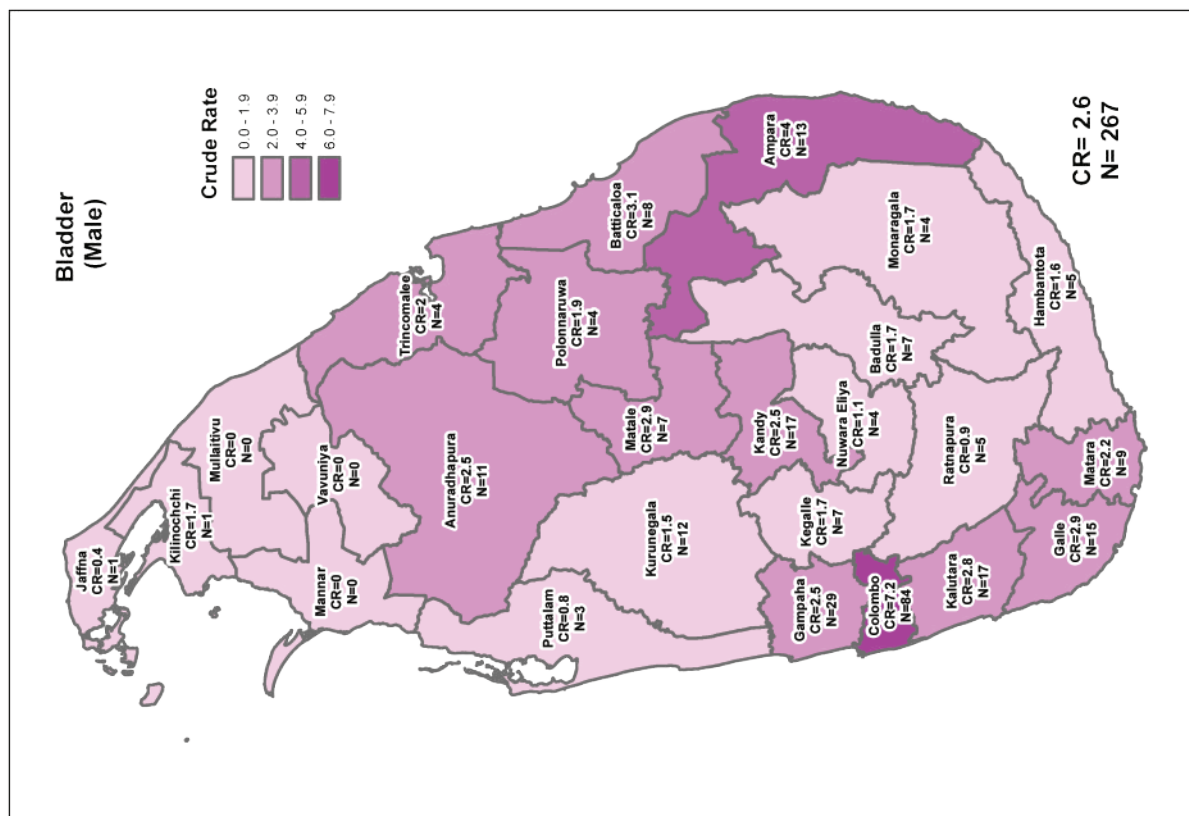 Bladder
(Male)
Crude Rate
0.0 - 1.9
2.0 - 3.9
4.0 - 5.9
6.0 - 7.9
Jaffna
CR=0.4
N=1
Kilinochchi
CR=1.7
N=1
Mullaitivu
CR=0
N=0
Mannar
CR=0
N=0
Vavuniya
CR=0
N=0
Trincomalee
CR=2
N=4
Anuradhapura
CR=2.5
N=11
Puttalam
CR=0.8
N=3
Polonnaruwa
CR=1.9
N=4
Batticaloa
CR=3.1
N=8
Kurunegala
CR=1.5
N=12
Matale
CR=2.9
N=7
Ampara
CR=4
N=13
Kandy
CR=2.5
N=17
Gampaha
CR=2.5
N=29
Kegalle
CR=1.7
N=7
Nuwara Eliya
CR=1.1
N=4
Badulla
CR=1.7
N=7
Monaragala
CR=1.7
N=4
Colombo
CR=7.2
N=84
Ratnapura
CR=0.9
N=5
Kalutara
CR=2.8
N=17
Hambantota
CR=1.6
N=5
Galle
CR=2.9
N=15
Matara
CR=2.2
N=9
CR= 2.6
N= 267